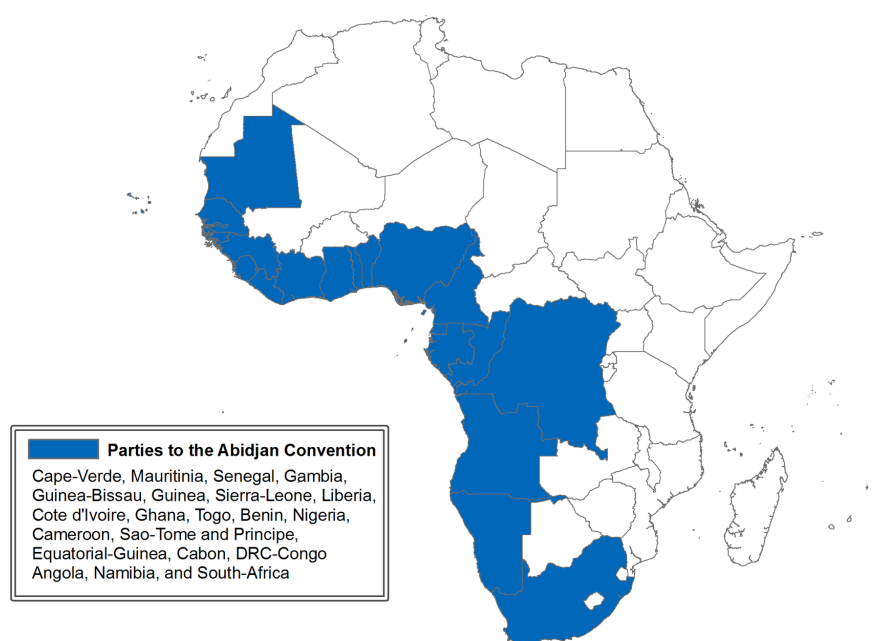 Parties to the Abidjan Convention
Cape-Verde, Mauritinia, Senegal, Gambia,
Guinea-Bissau, Guinea, Sierra-Leone, Liberia,
Cote d'Ivoire, Ghana, Togo, Benin, Nigeria,
Cameroon, Sao-Tome and Principe,
Equatorial-Guinea, Cabon, DRC-Congo
Angola, Namibia, and South-Africa